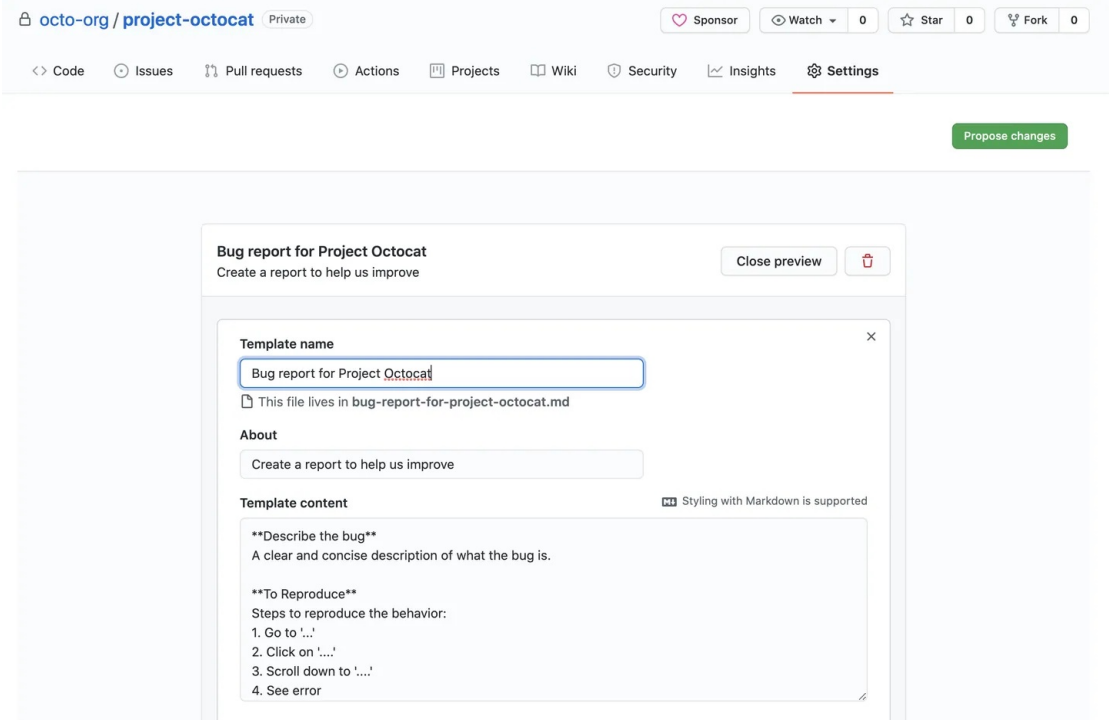 octo-org / project-octocat Private Sponsor Watch 0 Star 0 Fork 0
Code Issues Pull requests Actions Projects Wiki Security Insights Settings
Propose changes
Bug report for Project Octocat
Create a report to help us improve
Close preview
Template name
Bug report for Project Octocat
This file lives in bug-report-for-project-octocat.md
About
Create a report to help us improve
Template content
Styling with Markdown is supported
**Describe the bug**
A clear and concise description of what the bug is.
**To Reproduce**
Steps to reproduce the behavior:
1. Go to '...'
2. Click on '....'
3. Scroll down to '....'
4. See error